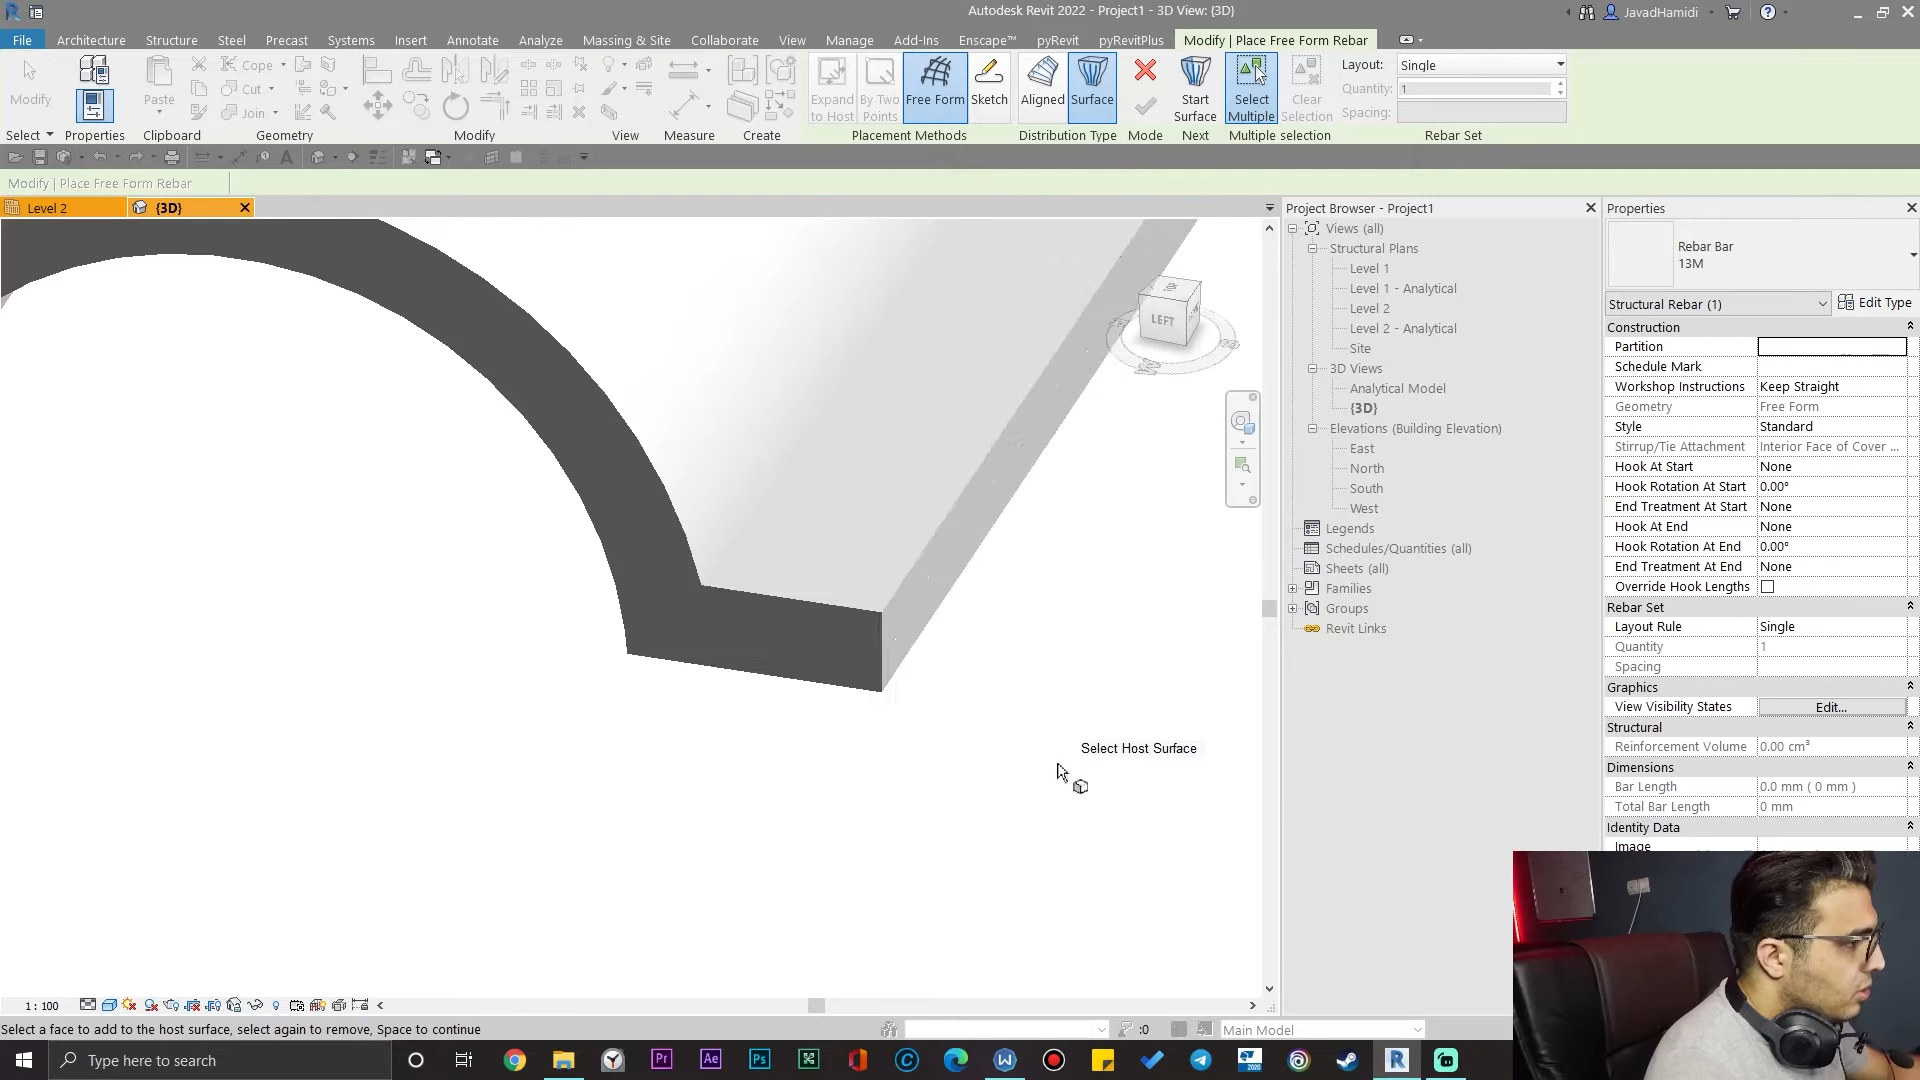 Autodesk Revit 2022 - Project1 - 3D View: {3D}
JavadHamidi
File Architecture Structure Steel Precast Systems Insert Annotate Analyze Massing & Site Collaborate View Manage Add-Ins Enscape™ pyRevit pyRevitPlus Modify | Place Free Form Rebar
Modify
Paste
Cope
Cut
Join
Expand to Host
By Two Points
Free Form
Sketch
Aligned
Surface
Start Surface
Select Multiple
Clear Selection
Layout: Single
Quantity: 1
Spacing:
Select Properties Clipboard Geometry Modify View Measure Create Placement Methods Distribution Type Mode Next Multiple selection Rebar Set
Modify | Place Free Form Rebar
Level 2
{3D}
LEFT
Select Host Surface
1 : 100
Project Browser - Project1
Views (all)
Structural Plans
Level 1
Level 1 - Analytical
Level 2
Level 2 - Analytical
Site
3D Views
Analytical Model
{3D}
Elevations (Building Elevation)
East
North
South
West
Legends
Schedules/Quantities (all)
Sheets (all)
Families
Groups
Revit Links
Properties
Rebar Bar
13M
Structural Rebar (1) Edit Type
Construction
Partition
Schedule Mark
Workshop Instructions Keep Straight
Geometry Free Form
Style Standard
Stirrup/Tie Attachment Interior Face of Cover ...
Hook At Start None
Hook Rotation At Start 0.00°
End Treatment At Start None
Hook At End None
Hook Rotation At End 0.00°
End Treatment At End None
Override Hook Lengths
Rebar Set
Layout Rule Single
Quantity 1
Spacing
Graphics
View Visibility States Edit...
Structural
Reinforcement Volume 0.00 cm³
Dimensions
Bar Length 0.0 mm ( 0 mm )
Total Bar Length 0 mm
Identity Data
Image
Select a face to add to the host surface, select again to remove, Space to continue
:0
Main Model
Type here to search
Pr
Ae
Ps
2020
R